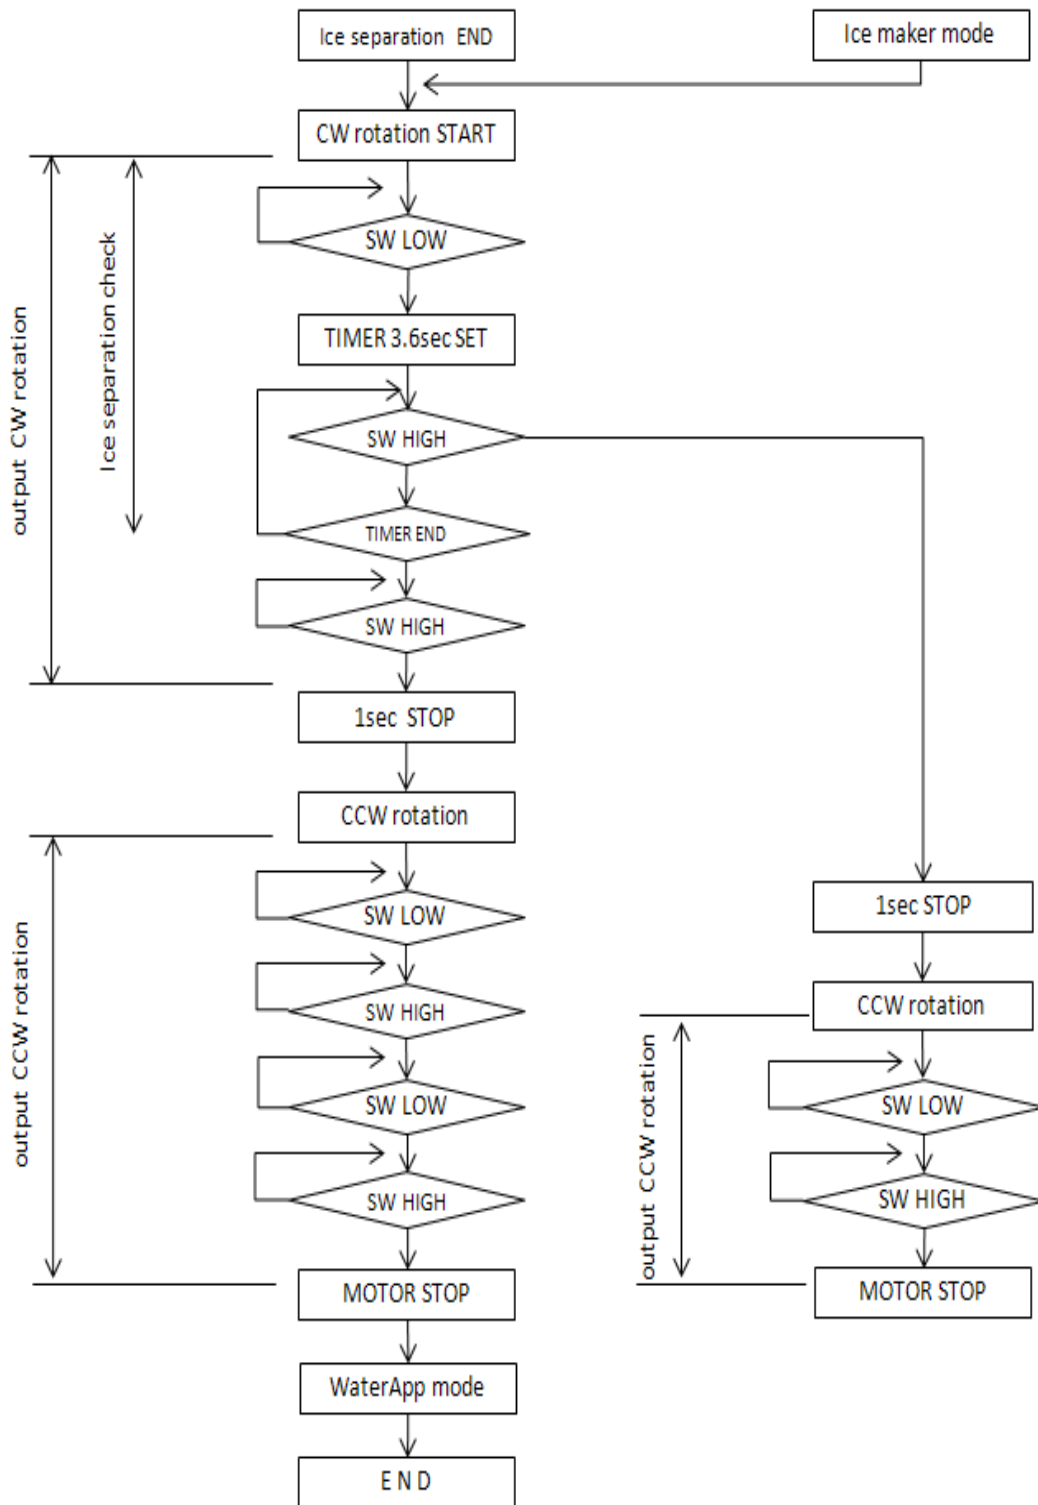 Ice separation END
Ice maker mode
CW rotation START
SW LOW
TIMER 3.6sec SET
SW HIGH
TIMER END
SW HIGH
1sec STOP
CCW rotation
SW LOW
SW HIGH
SW LOW
SW HIGH
MOTOR STOP
WaterApp mode
E N D
output CW rotation
Ice separation check
output CCW rotation
1sec STOP
CCW rotation
SW LOW
SW HIGH
MOTOR STOP
output CCW rotation